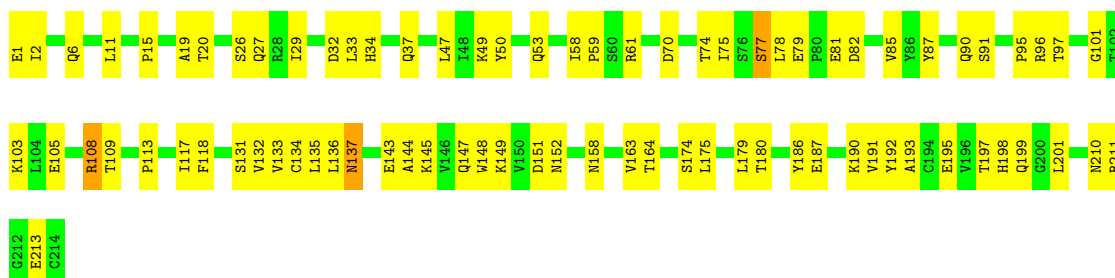 E1 I2 Q6 L11 P15 A19 T20 S26 Q27 R28 I29 D32 L33 H34 Q37 L47 I48 K49 Y50 Q53 I58 P59 S60 R61 D70 T74 I75 S76 S77 L78 E79 P80 E81 D82 V85 Y86 Y87 Q90 S91 P95 R96 T97 G101 T102
K103 L104 E105 R108 T109 P113 I117 F118 S131 V132 V133 C134 L135 L136 N137 E143 A144 K145 V146 Q147 W148 K149 V150 D151 N152 N158 V163 T164 S174 L175 L179 T180 Y186 E187 K190 V191 Y192 A193 C194 E195 V196 T197 H198 Q199 G200 L201 N210 R211
G212 E213 C214